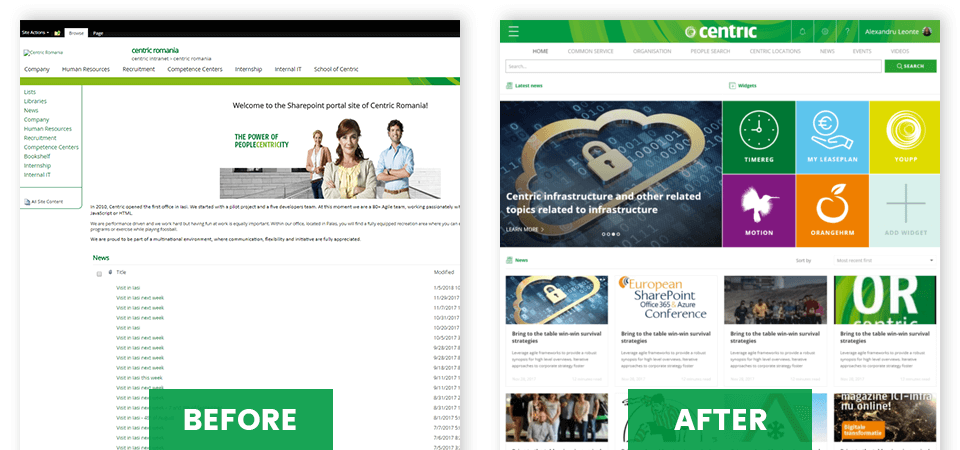 Site Actions
Browse
Page
Centric Romania
centric romania
centric intranet › centric romania
Company
Human Resources
Recruitment
Competence Centers
Internship
Internal IT
School of Centric
Lists
Libraries
News
Company
Human Resources
Recruitment
Competence Centers
Bookshelf
Internship
Internal IT
All Site Content
Welcome to the Sharepoint portal site of Centric Romania!
THE POWER OF
PEOPLECENTRICITY
In 2010, Centric opened the first office in Iasi. We started with a pilot project and a five developers team. At this moment we are a 80+ Agile team, working passionately wit
JavaScript or HTML.
We are performance driven and we work hard but having fun at work is equally important. Within our office, located in Palas, you will find a fully equipped recreation area where you can
programs or exercise while playing foosball.
We are proud to be part of a multinational environment, where communication, flexibility and initiative are fully appreciated.
News
Title
Modified
Visit in Iasi
1/5/2018 10
Visit in Iasi next week
11/29/2017
Visit in Iasi next week
11/7/2017 1
Visit in Iasi next week
10/31/2017
Visit in Iasi
10/20/2017
Visit in Iasi next week
10/5/2017 8
Visit in Iasi next week
9/28/2017 8
Visit in Iasi next week
9/28/2017 8
Visit in Iasi next week
9/18/2017 8
Visit in Iasi this week
9/11/2017 1
Visit in Iasi next week
9/11/2017
Visit in Iasi next week
8/31/2017 2
Visit in Iasi
8/31/2017
Visit in Iasi
7/7/2017 5
Visit in Iasi next
7/6/2017 8
Visit in Iasi next
7/5/2017 2
BEFORE
centric
?
Alexandru Leonte
HOME
COMMON SERVICE
ORGANISATION
PEOPLE SEARCH
CENTRIC LOCATIONS
NEWS
EVENTS
VIDEOS
Search...
SEARCH
Latest news
Widgets
Centric infrastructure and other related
topics related to infrastructure
LEARN MORE
TIMEREG
MY LEASEPLAN
YOUPP
MOTION
ORANGEHRM
ADD WIDGET
News
Sort by
Most recent first
European
SharePoint
Office 365 & Azure
Conference
OR
centric
Bring to the table win-win survival
strategies
Leverage agile frameworks to provide a robust
synopsis for high level overviews. Iterative
approaches to corporate strategy foster
Bring to the table win-win survival
strategies
Leverage agile frameworks to provide a robust
synopsis for high level overviews. Iterative
approaches to corporate strategy foster
Bring to the table win-win survival
strategies
Leverage agile frameworks to provide a robust
synopsis for high level overviews. Iterative
approaches to corporate strategy foster
Bring to the table win-win survival
strategies
Leverage agile frameworks to provide a robust
synopsis for high level overviews. Iterative
approaches to corporate strategy foster
magazine ICT-infra
nu online!
Digitale
transformatie
AFTER